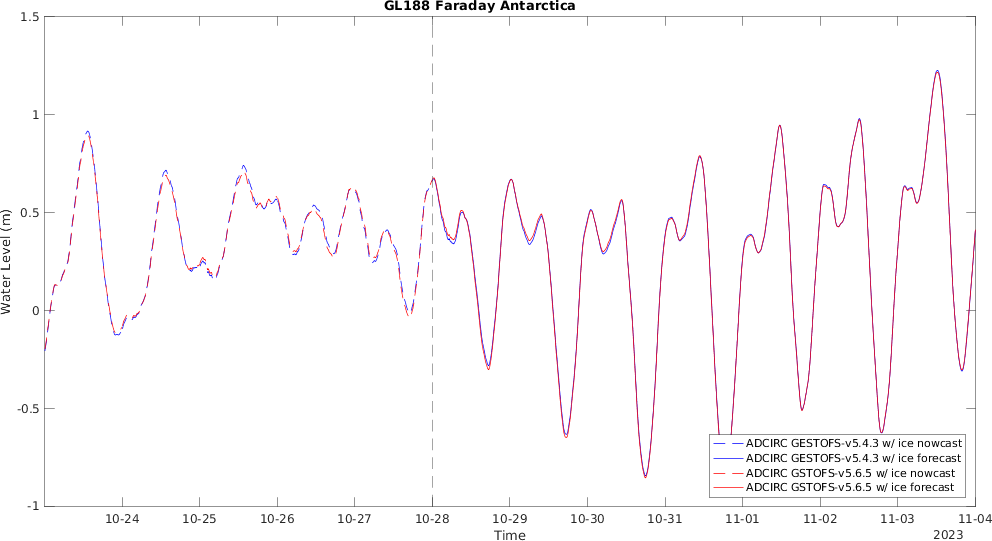 GL188 Faraday Antarctica
1.5
1
0.5
0
-0.5
-1
Water Level (m)
ADCIRC GESTOFS-v5.4.3 w/ ice nowcast
ADCIRC GESTOFS-v5.4.3 w/ ice forecast
ADCIRC GSTOFS-v5.6.5 w/ ice nowcast
ADCIRC GSTOFS-v5.6.5 w/ ice forecast
10-24 10-25 10-26 10-27 10-28 10-29 10-30 10-31 11-01 11-02 11-03 11-04
Time
2023